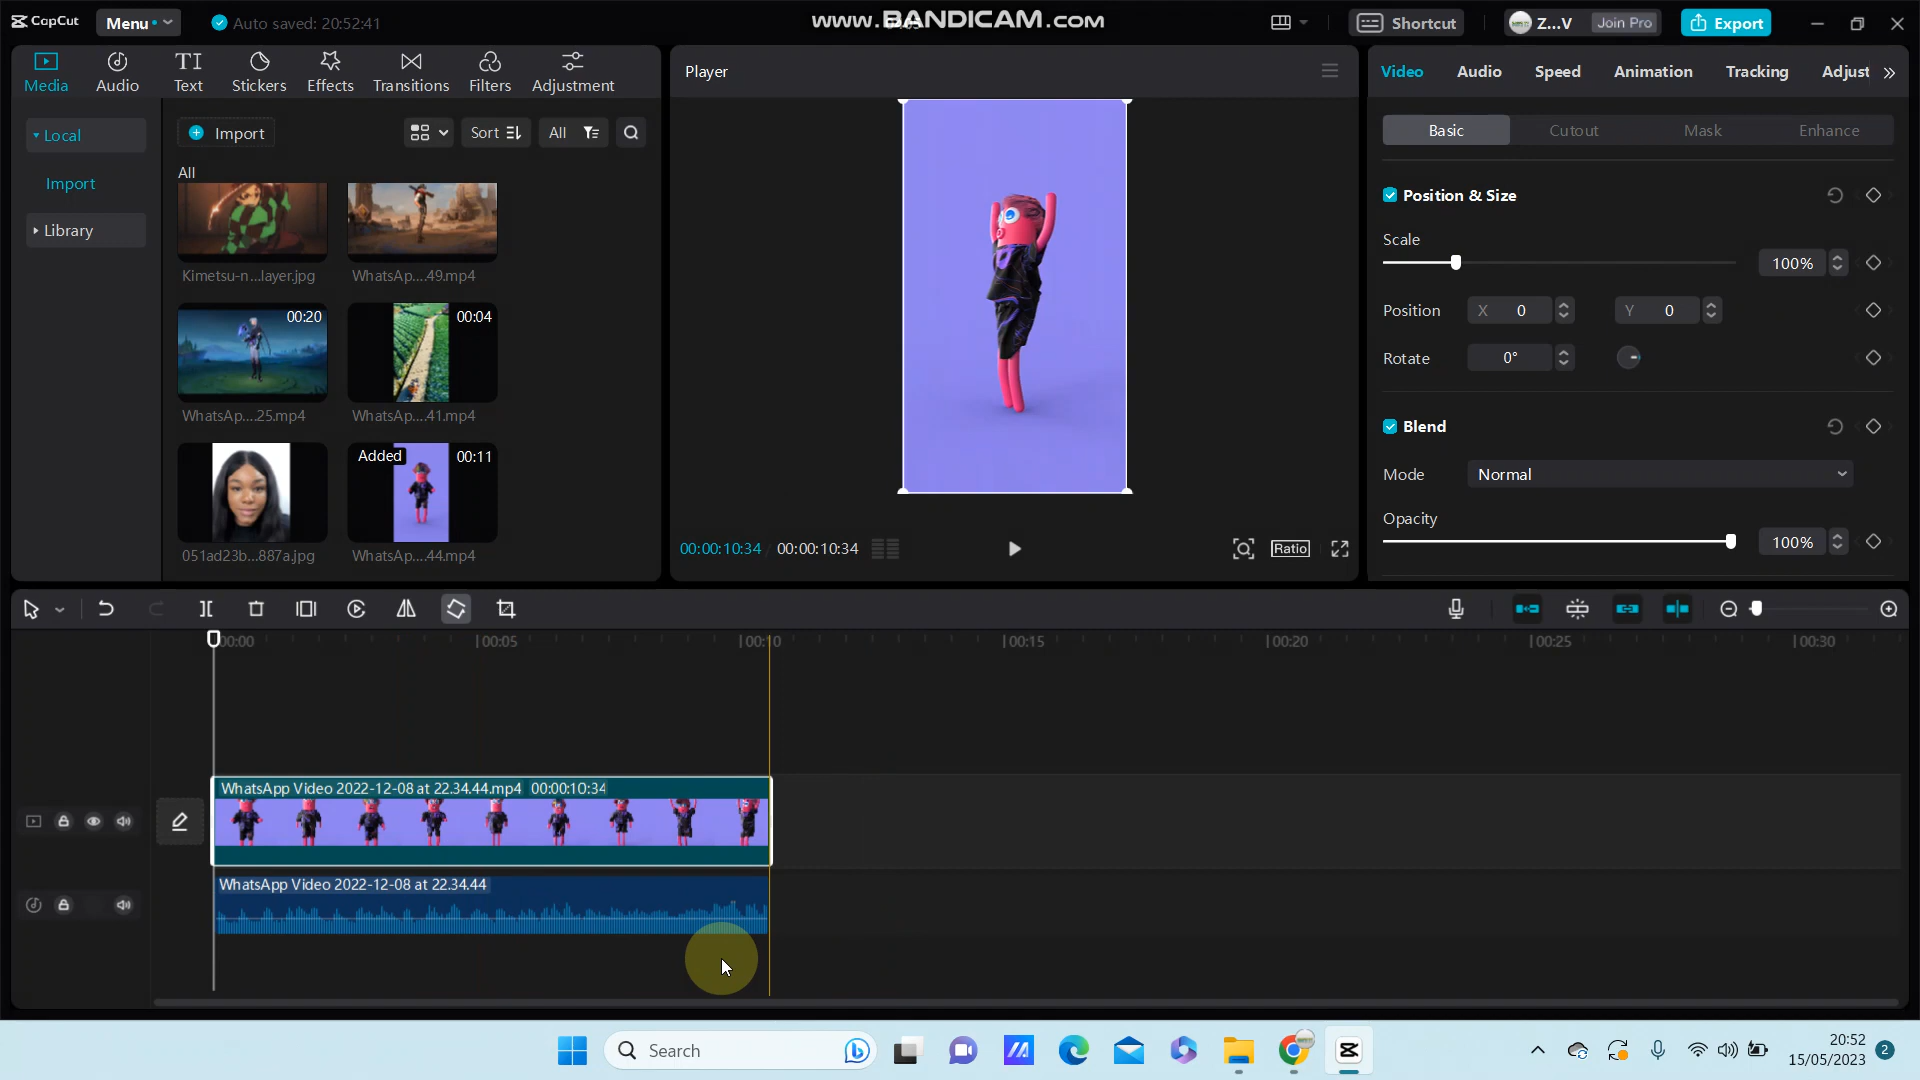 CapCut
Menu
Auto saved: 20:52:41
www.BANDICAM.com
Shortcut
Z...V
Join Pro
Export
Media
Audio
Text
Stickers
Effects
Transitions
Filters
Adjustment
Player
Video
Audio
Speed
Animation
Tracking
Adjust
Local
Import
Library
Import
Sort
All
All
Kimetsu-n...layer.jpg
WhatsAp....49.mp4
00:20
00:04
WhatsAp....25.mp4
WhatsAp....41.mp4
Added
00:11
051ad23b...887a.jpg
WhatsAp....44.mp4
00:00:10:34
00:00:10:34
Ratio
Basic
Cutout
Mask
Enhance
Position & Size
Scale
100%
Position
X 0
Y 0
Rotate
0°
Blend
Mode
Normal
Opacity
100%
00:00
00:05
00:10
00:15
00:20
00:25
00:30
WhatsApp Video 2022-12-08 at 22.34.44.mp4 00:00:10:34
WhatsApp Video 2022-12-08 at 22.34.44
Search
20:52
15/05/2023
2